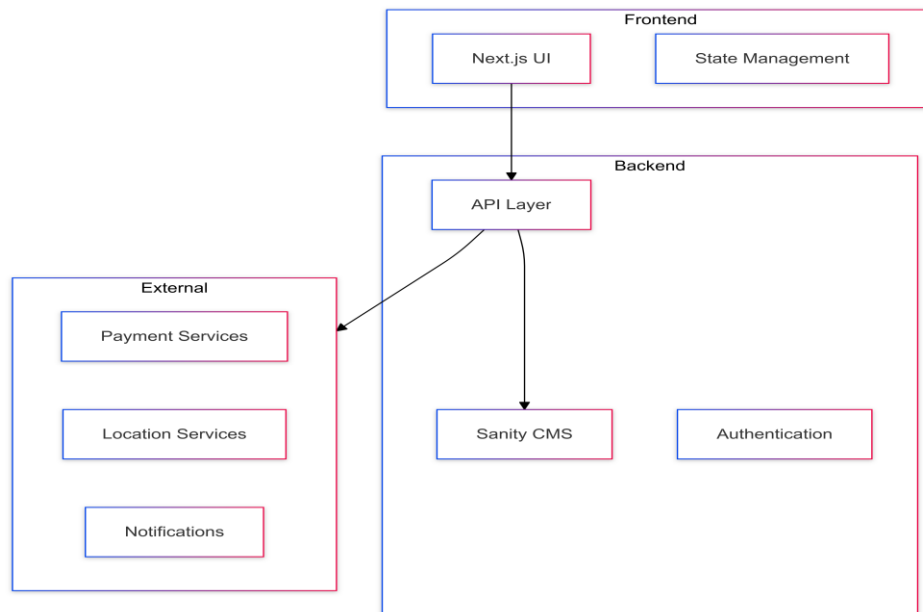 Frontend
Next.js UI
State Management
Backend
API Layer
External
Payment Services
Location Services
Notifications
Sanity CMS
Authentication